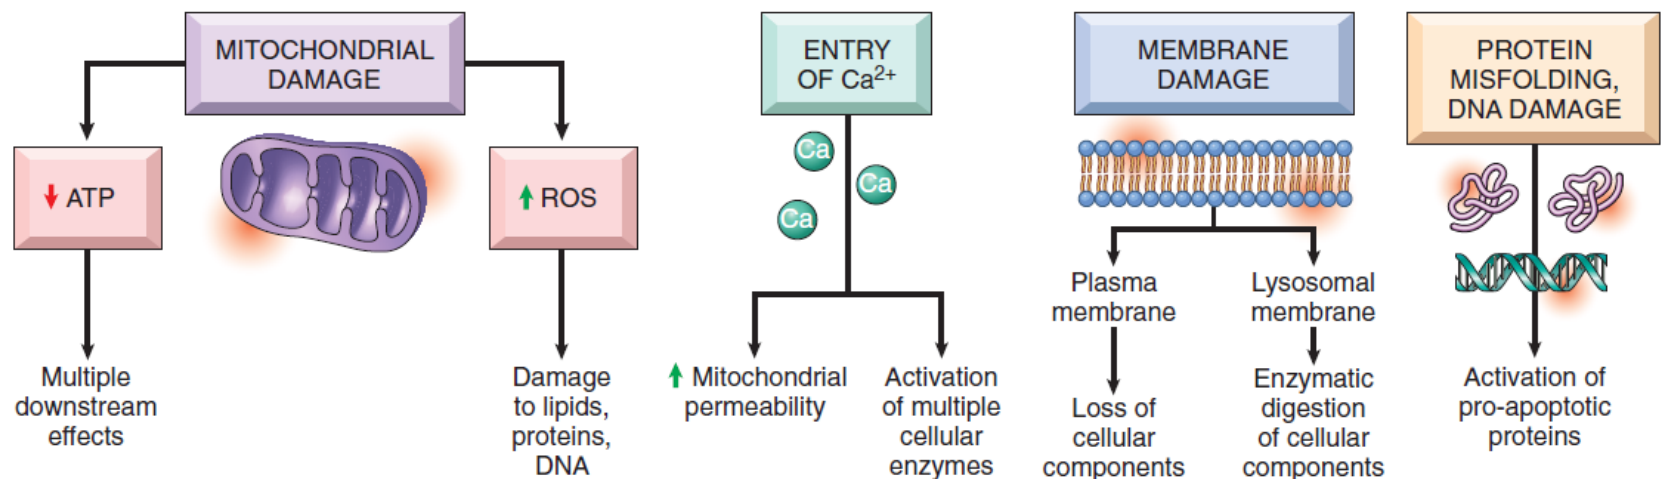 MITOCHONDRIAL
DAMAGE
↓ ATP
↑ ROS
Multiple
downstream
effects
Damage
to lipids,
proteins,
DNA
ENTRY
OF Ca²⁺
Ca
Ca
Ca
↑ Mitochondrial
permeability
Activation
of multiple
cellular
enzymes
MEMBRANE
DAMAGE
Plasma
membrane
Loss of
cellular
components
Lysosomal
membrane
Enzymatic
digestion
of cellular
components
PROTEIN
MISFOLDING,
DNA DAMAGE
Activation of
pro-apoptotic
proteins